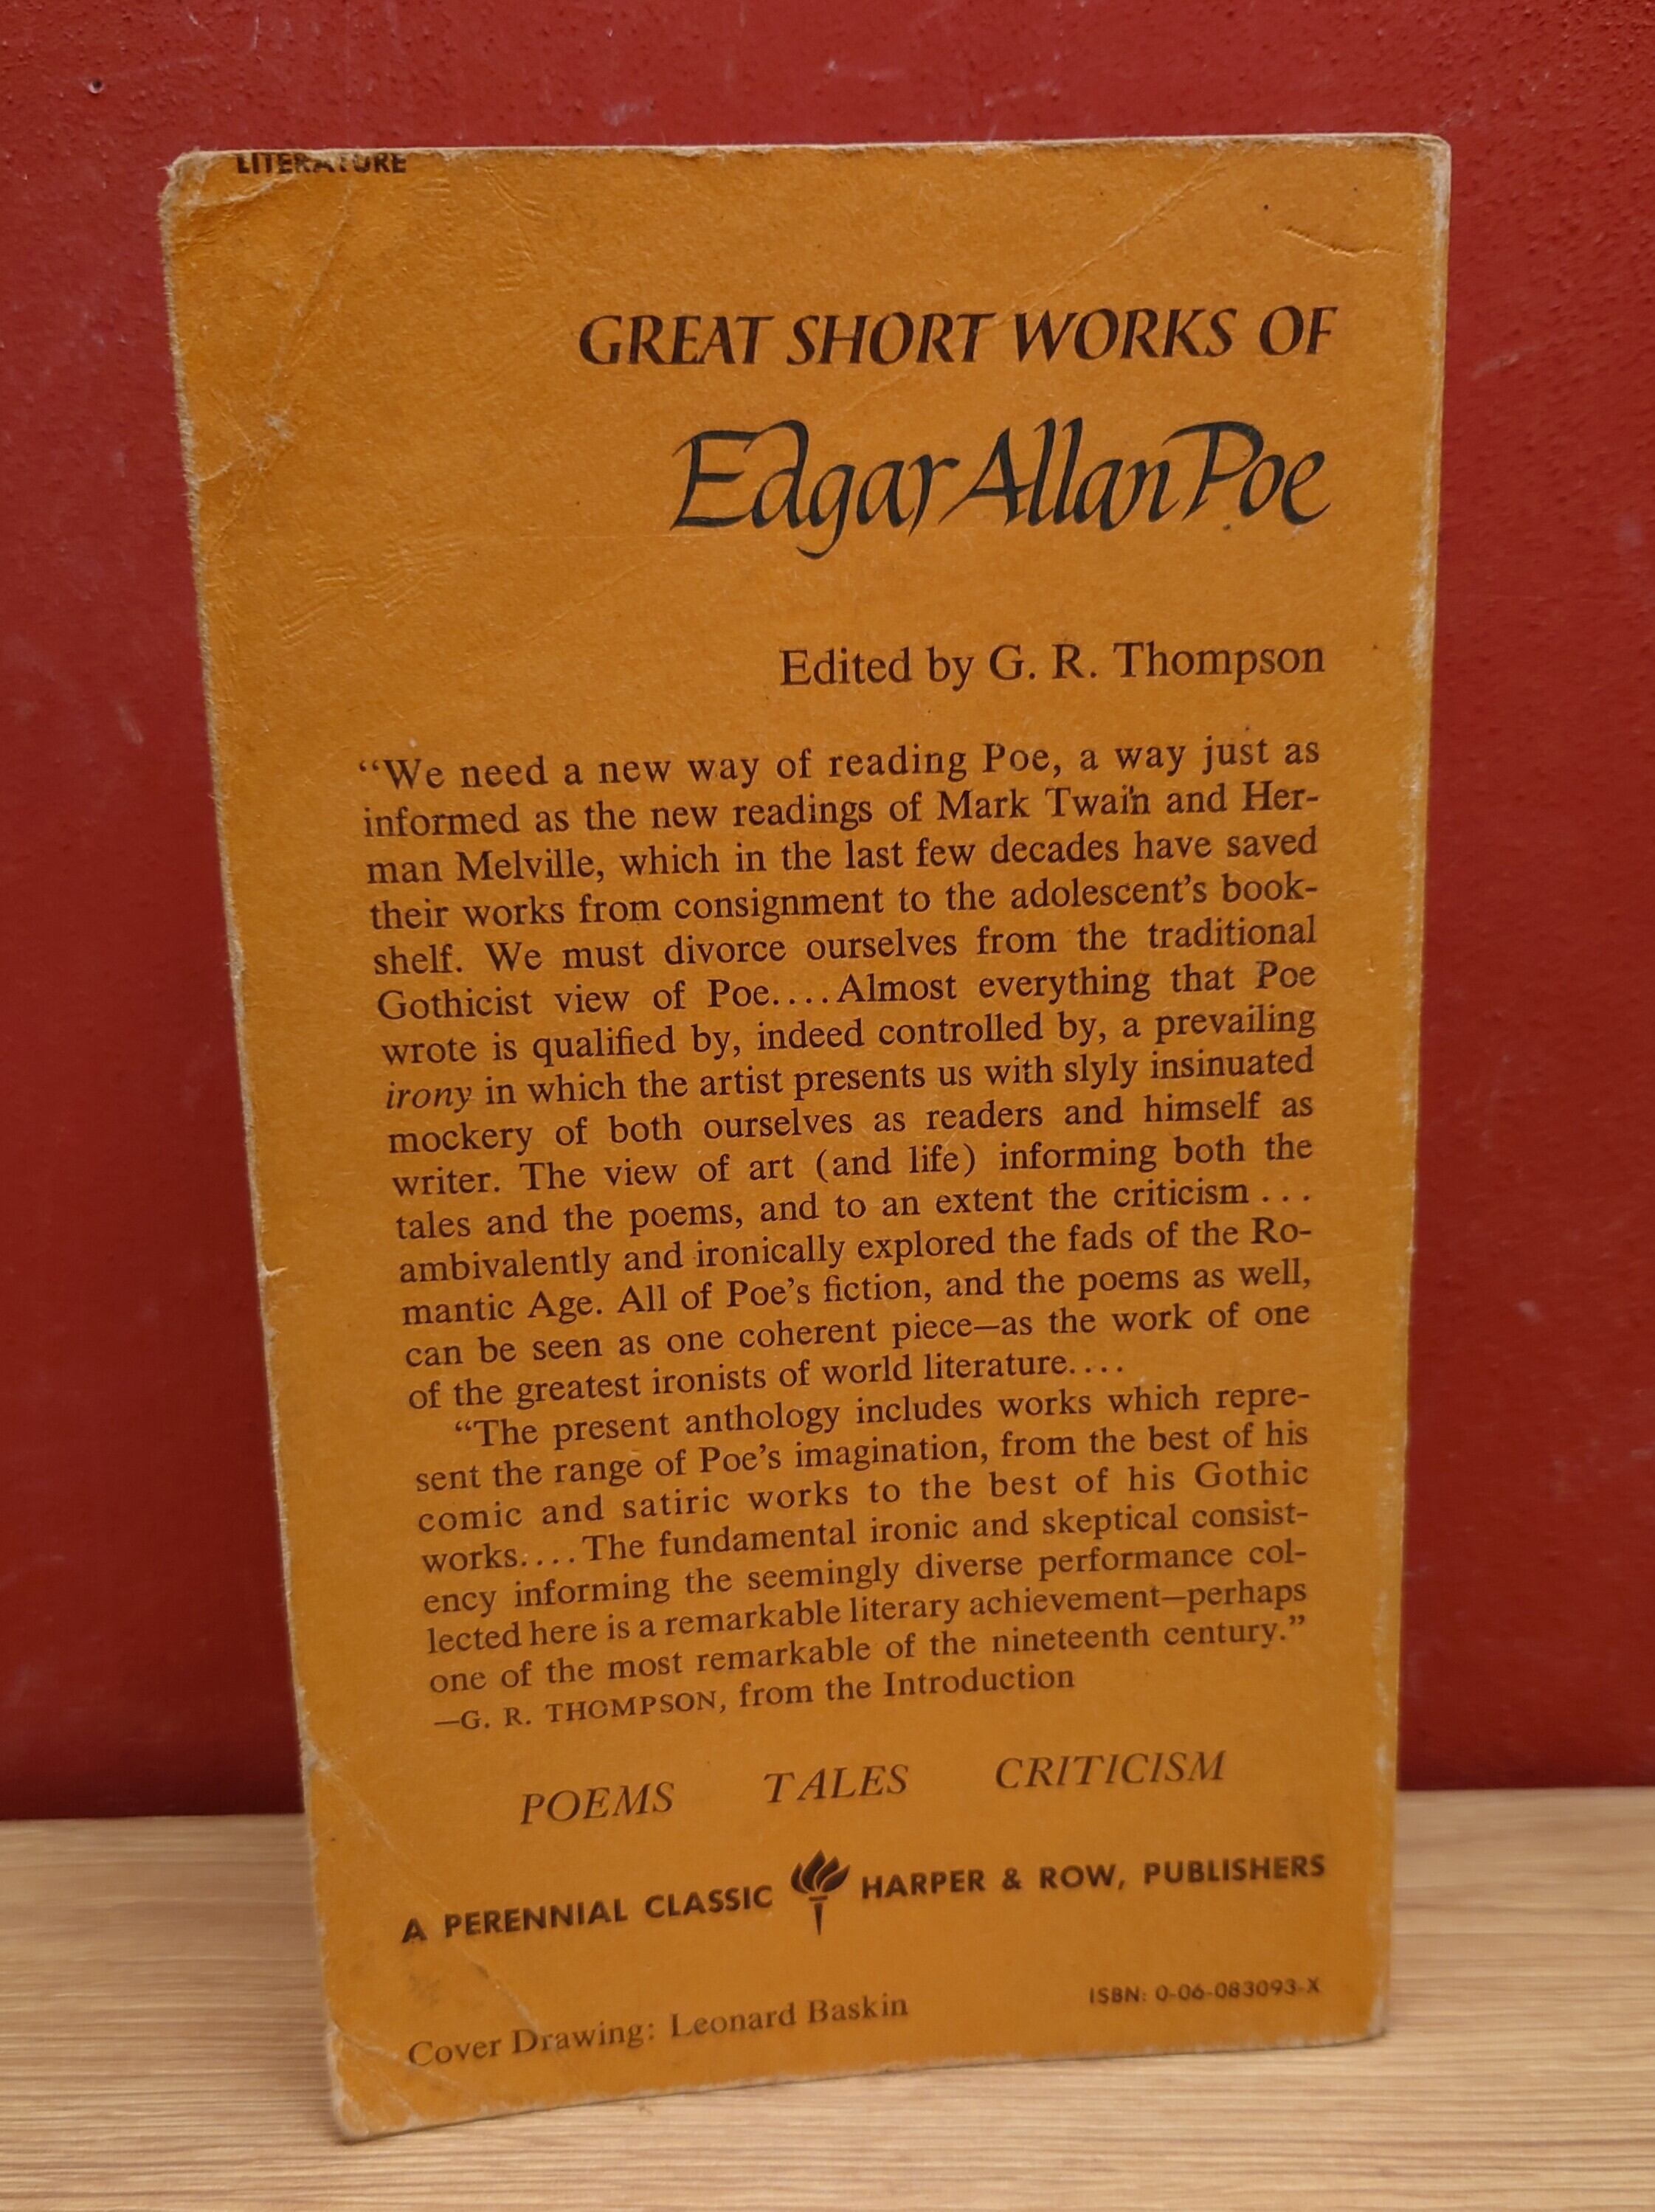 LITERATURE
GREAT SHORT WORKS OF
Edgar Allan Poe
Edited by G. R. Thompson
“We need a new way of reading Poe, a way just as
informed as the new readings of Mark Twain and Her-
man Melville, which in the last few decades have saved
their works from consignment to the adolescent’s book-
shelf. We must divorce ourselves from the traditional
Gothicist view of Poe....Almost everything that Poe
wrote is qualified by, indeed controlled by, a prevailing
irony in which the artist presents us with slyly insinuated
mockery of both ourselves as readers and himself as
writer. The view of art (and life) informing both the
tales and the poems, and to an extent the criticism...
ambivalently and ironically explored the fads of the Ro-
mantic Age. All of Poe’s fiction, and the poems as well,
can be seen as one coherent piece—as the work of one
of the greatest ironists of world literature....
“The present anthology includes works which repre-
sent the range of Poe’s imagination, from the best of his
comic and satiric works to the best of his Gothic
works....The fundamental ironic and skeptical consist-
ency informing the seemingly diverse performance col-
lected here is a remarkable literary achievement—perhaps
one of the most remarkable of the nineteenth century.”
—G. R. THOMPSON, from the Introduction
POEMS TALES CRITICISM
A PERENNIAL CLASSIC HARPER & ROW, PUBLISHERS
Cover Drawing: Leonard Baskin
ISBN: 0-06-083093-X